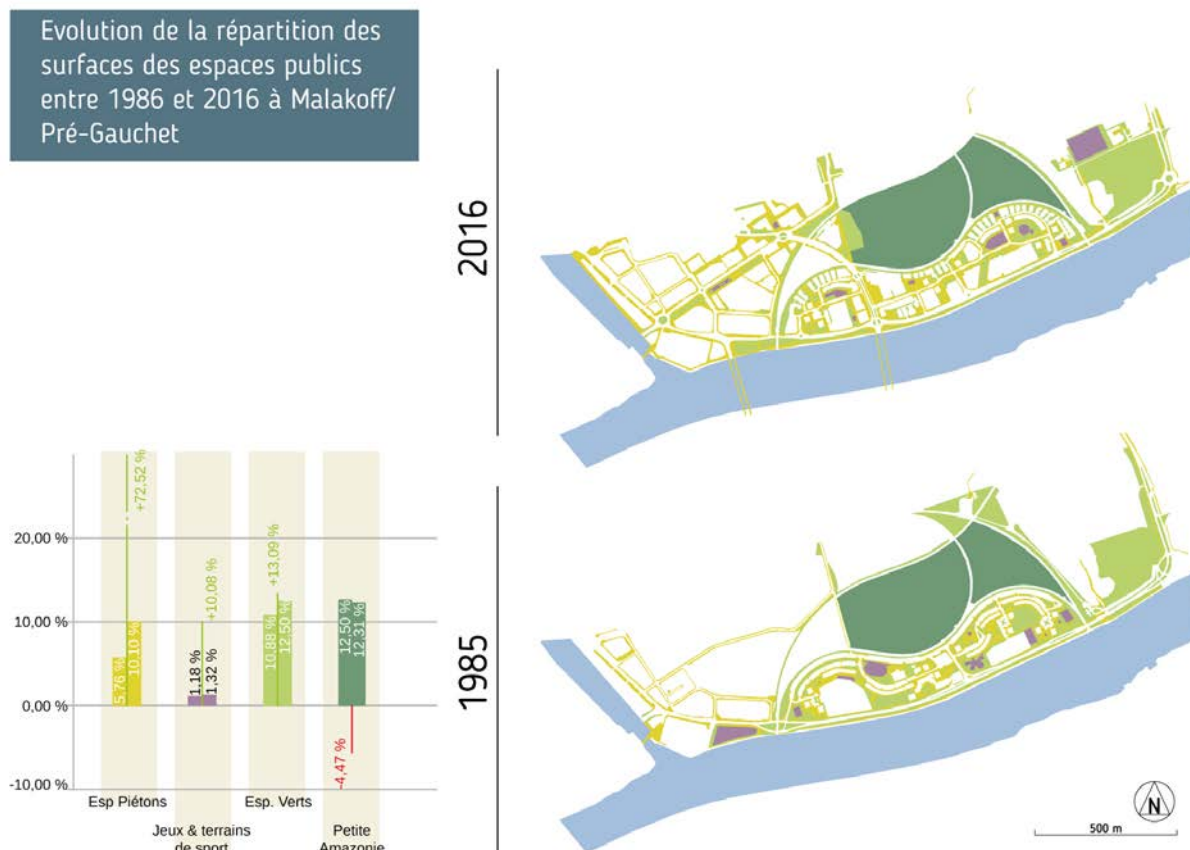 Evolution de la répartition des
surfaces des espaces publics
entre 1986 et 2016 à Malakoff/
Pré-Gauchet
2016
1985
+72,52 %
20,00 %
10,00 %
0,00 %
-10,00 %
5,76 %
10,10 %
1,18 %
1,32 %
+10,08 %
10,88 %
12,50 %
+13,09 %
12,50 %
12,31 %
-4,47 %
Esp Piétons
Esp. Verts
Jeux & terrains
de sport
Petite
Amazonie
N
500 m